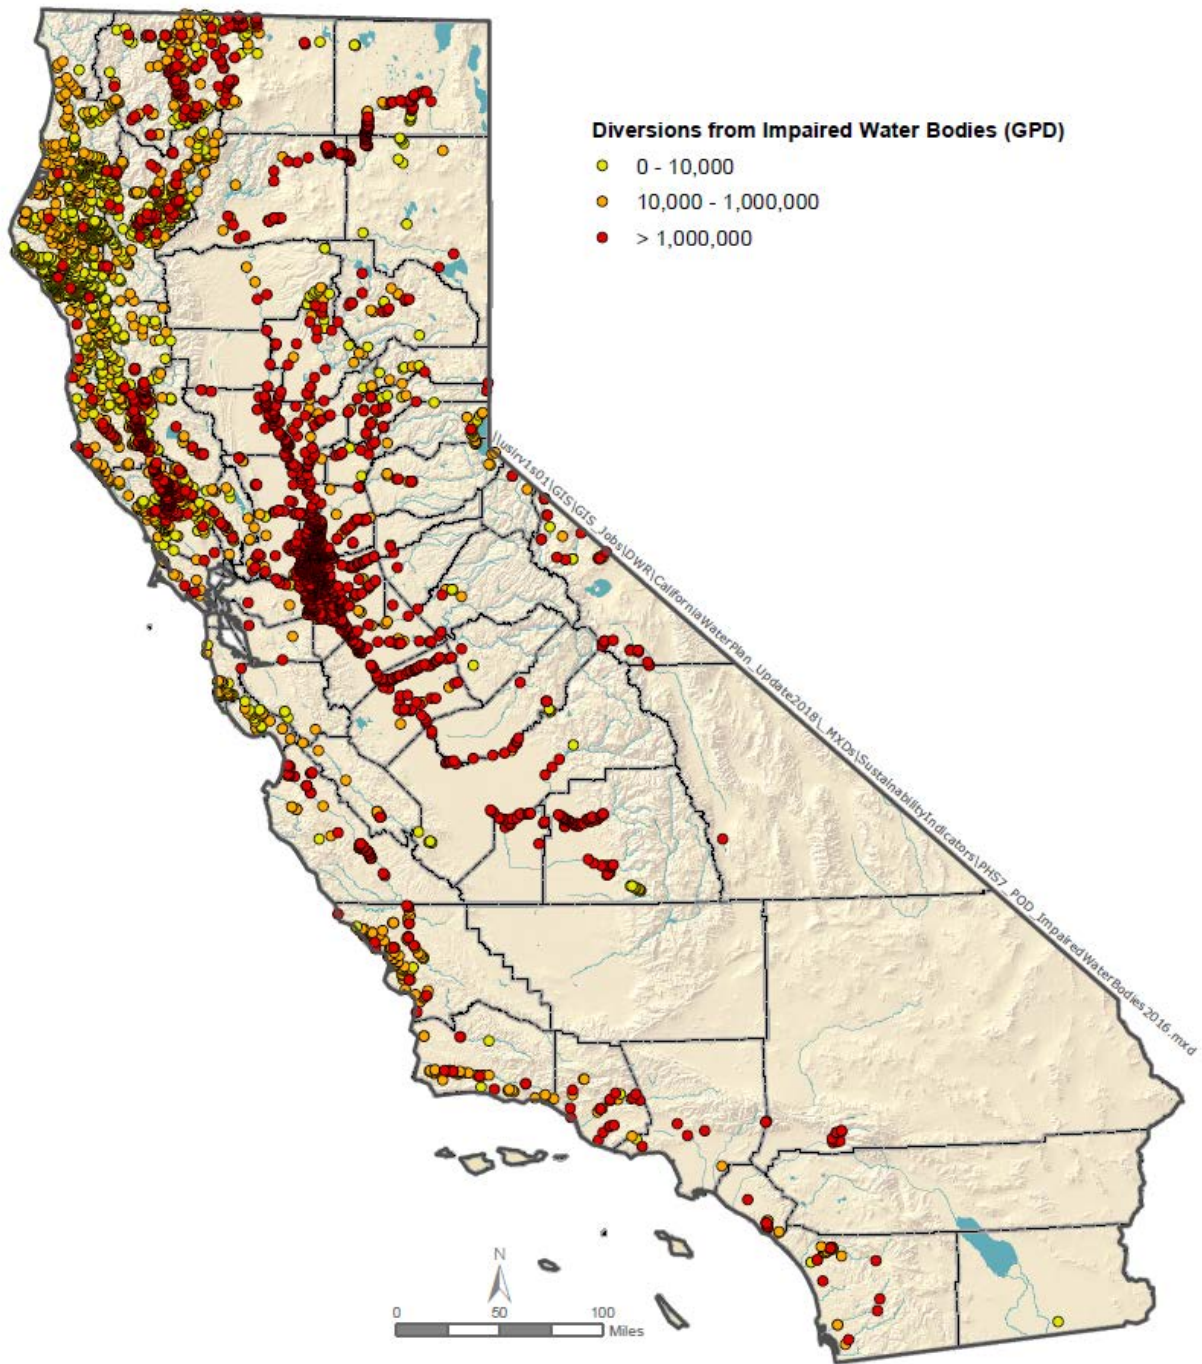 Diversions from Impaired Water Bodies (GPD)
0 - 10,000
10,000 - 1,000,000
> 1,000,000
\\usirv1s01\GIS\GIS_Jobs\DWR\CaliforniaWaterPlan_Update2018\_MXDs\SustainabilityIndicators\PHS7_POD_ImpairedWaterBodies2016.mxd
N
0 50 100
Miles